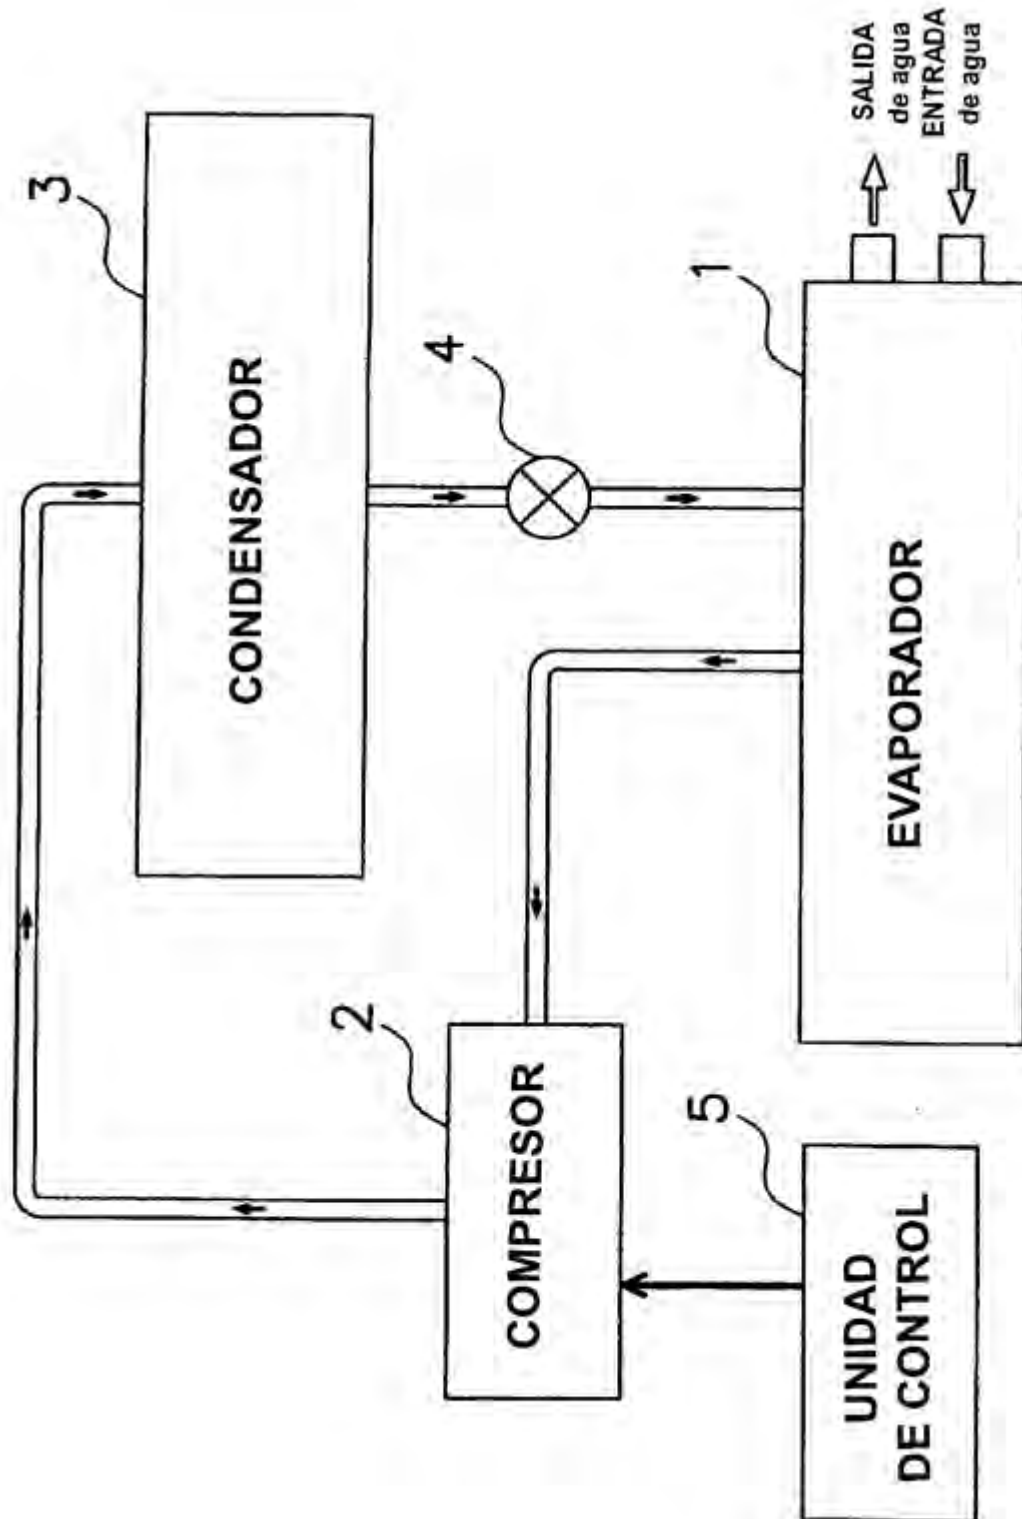 3
CONDENSADOR
4
2
COMPRESOR
1
EVAPORADOR
SALIDA
de agua
ENTRADA
de agua
5
UNIDAD
DE CONTROL